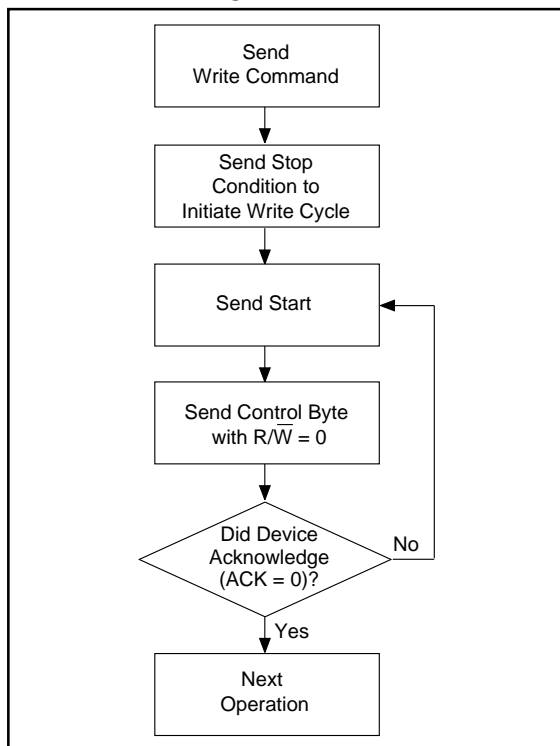 Send
Write Command
Send Stop
Condition to
Initiate Write Cycle
Send Start
Send Control Byte
with R/W̅ = 0
Did Device
Acknowledge
(ACK = 0)?
No
Yes
Next
Operation